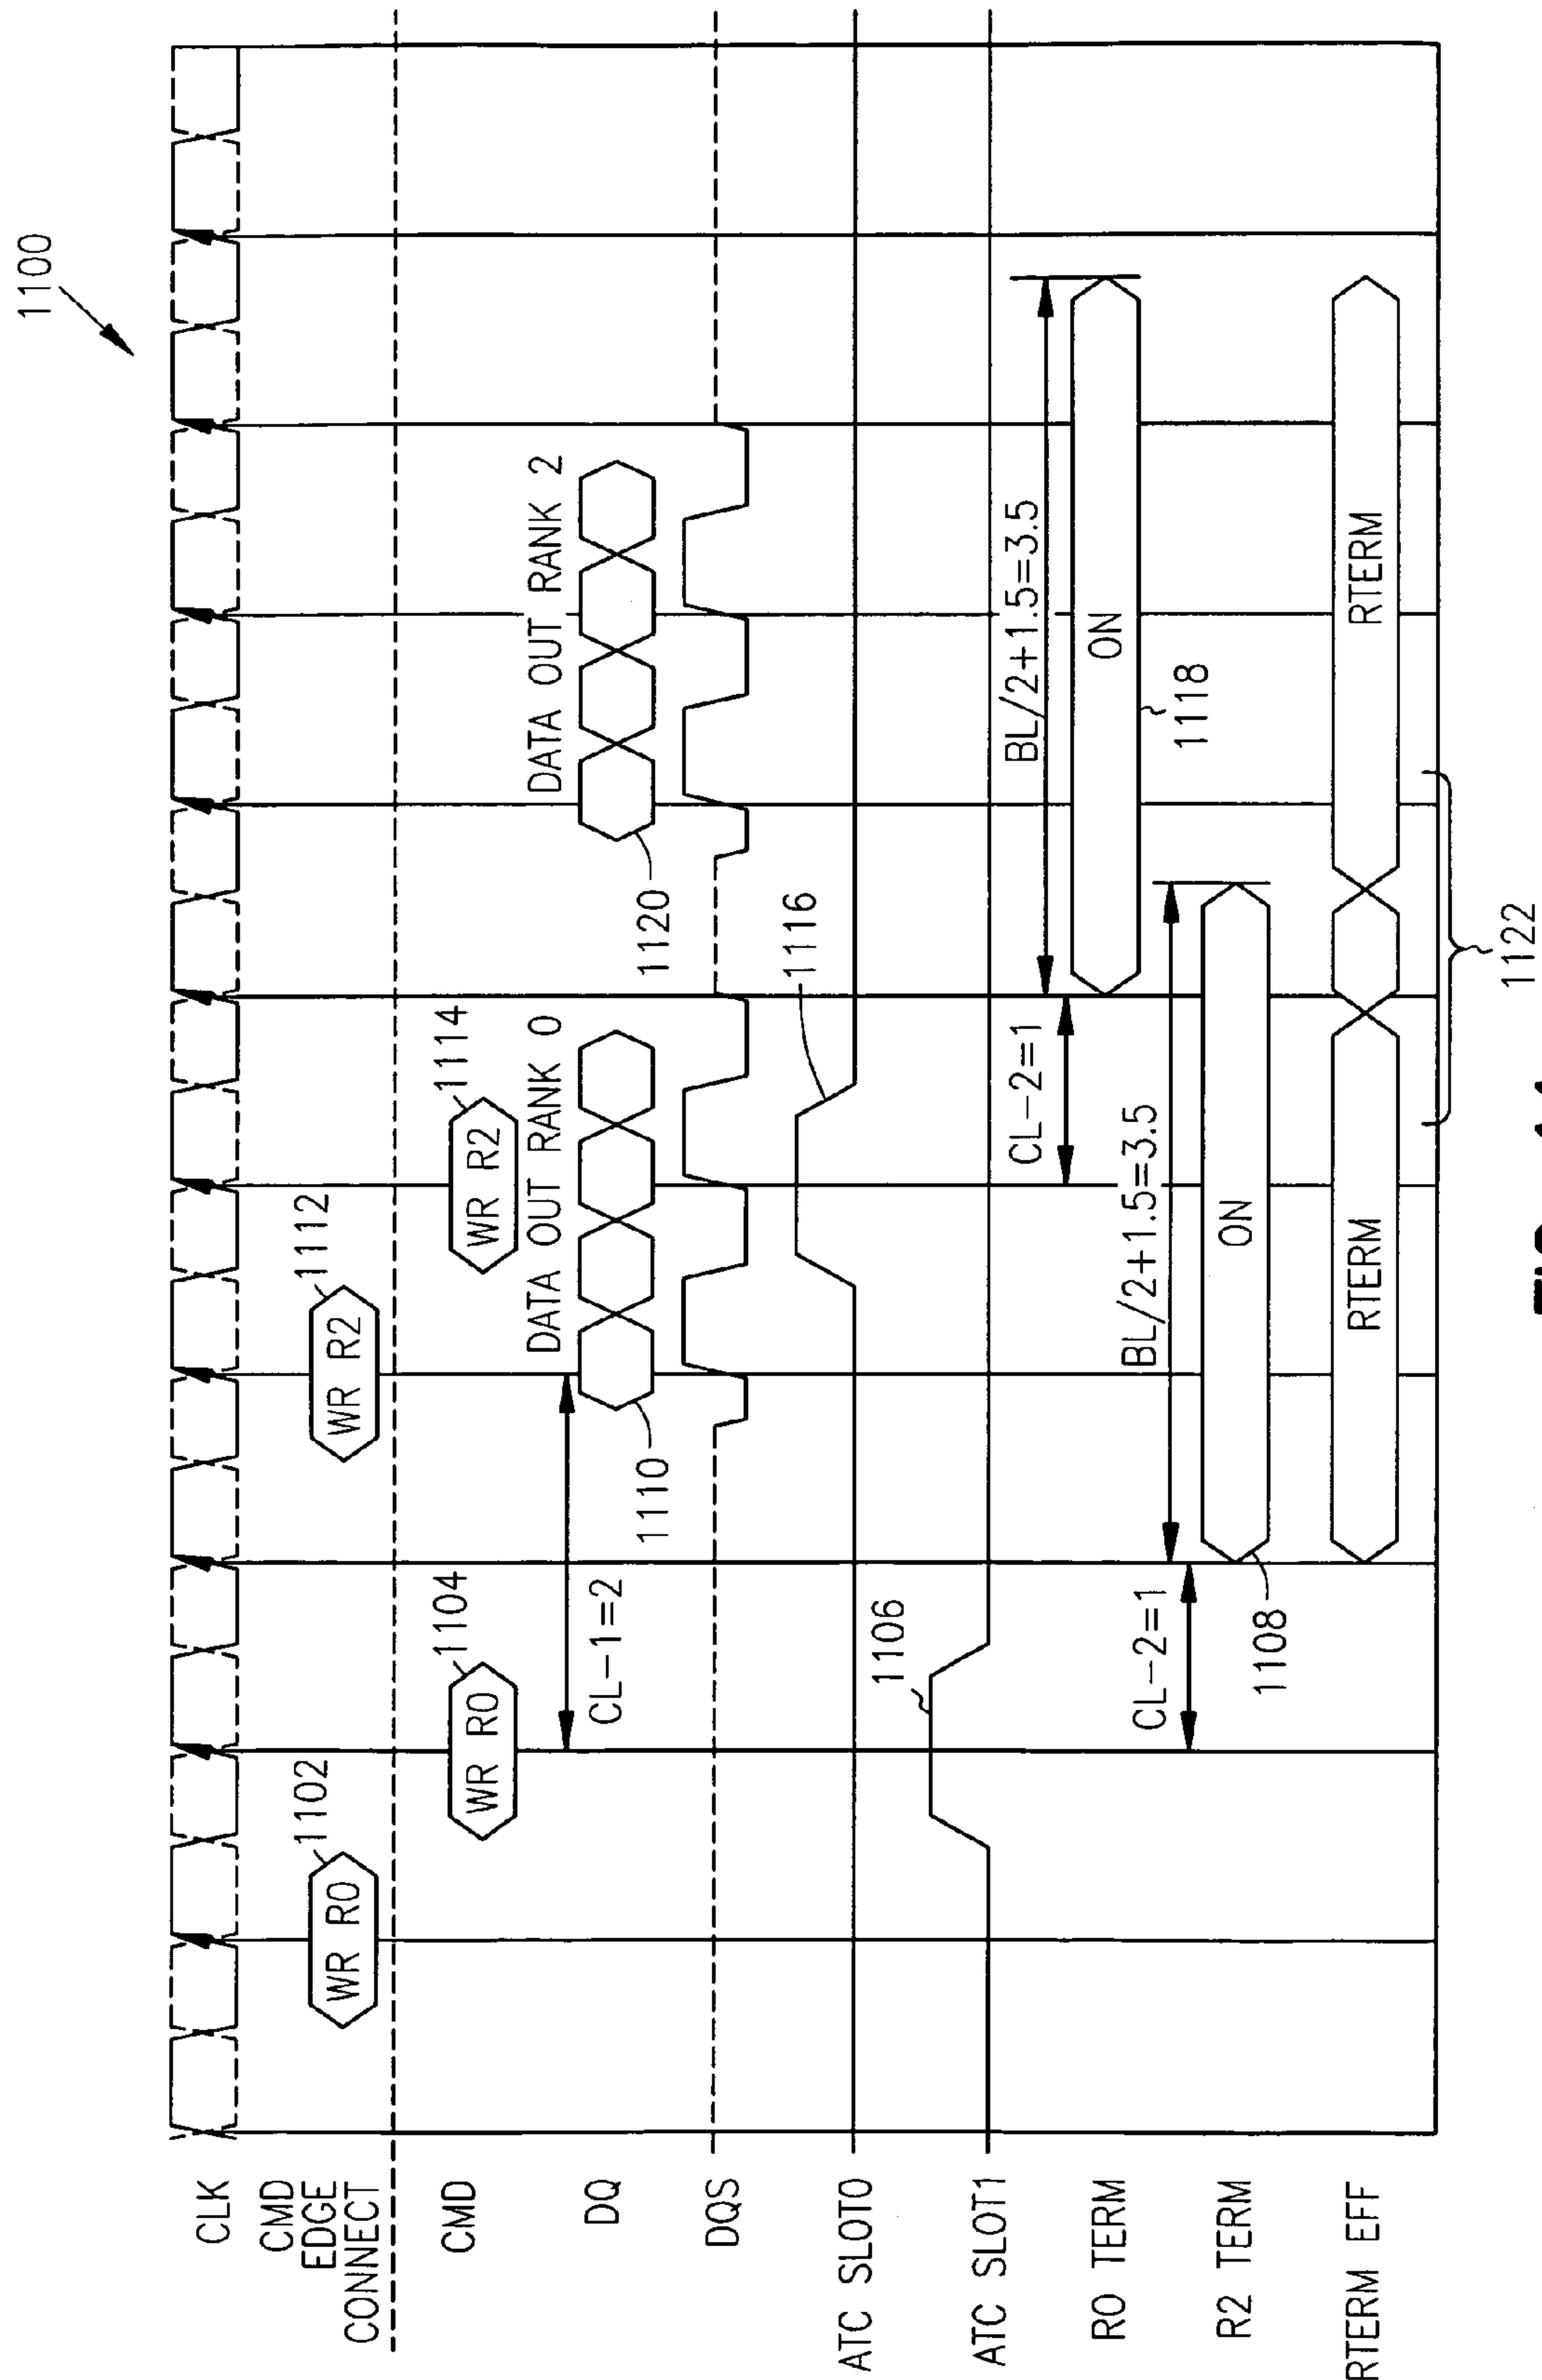 1100
CLK
CMD
EDGE
CONNECT
WR R0
1102
WR R2
1112
CMD
WR R0
1104
WR R2
1114
DQ
CL-1=2
1110
DATA OUT RANK 0
1120
DATA OUT RANK 2
DQS
ATC SLOT0
1116
ATC SLOT1
1106
R0 TERM
CL-2=1
BL/2+1.5=3.5
ON
1118
R2 TERM
CL-2=1
BL/2+1.5=3.5
ON
1108
RTERM EFF
RTERM
RTERM
1122